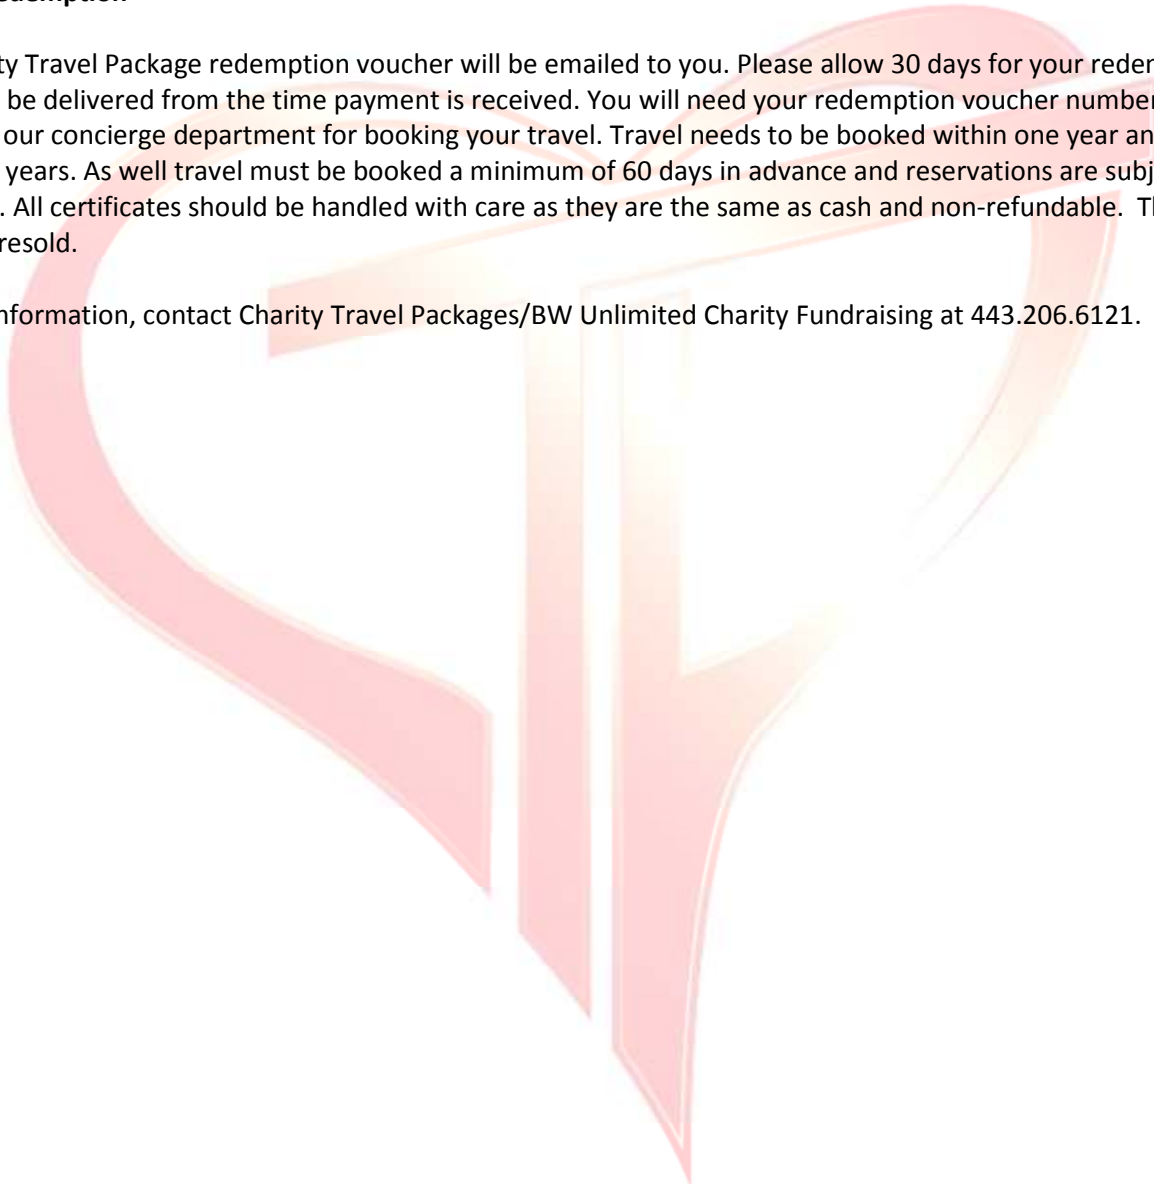 ty Travel Package redemption voucher will be emailed to you. Please allow 30 days for your reden
be delivered from the time payment is received. You will need your redemption voucher number
our concierge department for booking your travel. Travel needs to be booked within one year an
years. As well travel must be booked a minimum of 60 days in advance and reservations are subj
. All certificates should be handled with care as they are the same as cash and non-refundable. Th
resold.
nformation, contact Charity Travel Packages/BW Unlimited Charity Fundraising at 443.206.6121.